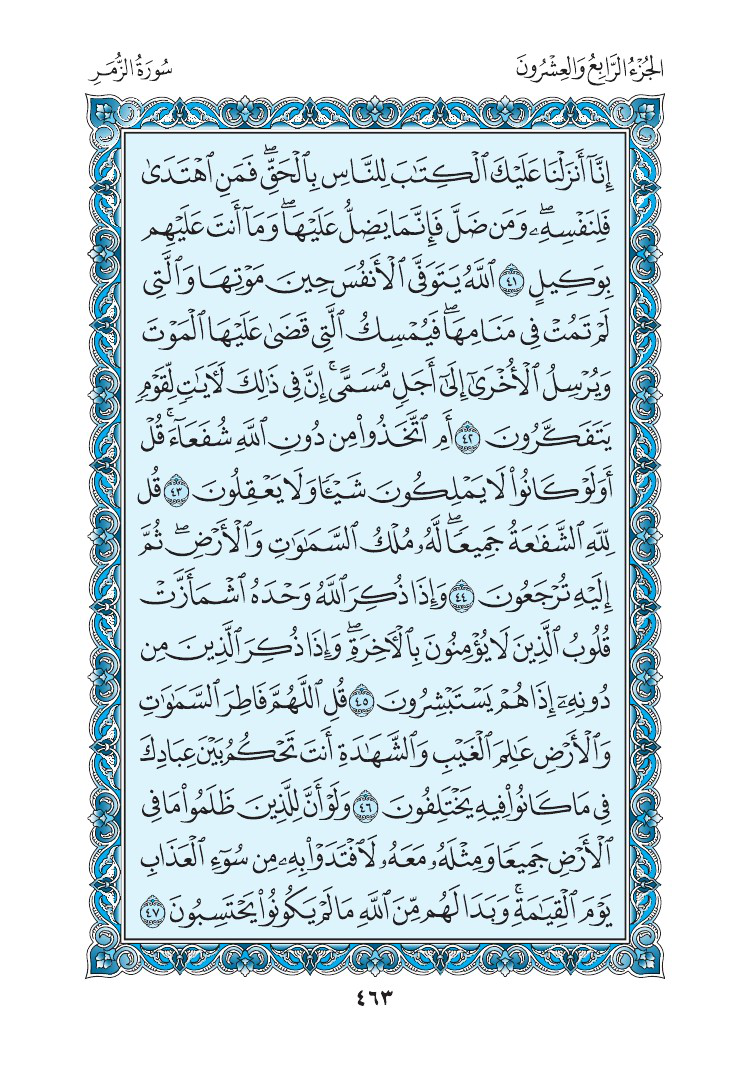 الجُزْءُ الرَّابِعُ وَالعِشْرُونَ
سُورَةُ الزُّمَرِ
إِنَّآ أَنزَلْنَا عَلَيْكَ ٱلْكِتَٰبَ لِلنَّاسِ بِٱلْحَقِّۖ فَمَنِ ٱهْتَدَىٰ
فَلِنَفْسِهِۦۖ وَمَن ضَلَّ فَإِنَّمَا يَضِلُّ عَلَيْهَاۖ وَمَآ أَنتَ عَلَيْهِم
بِوَكِيلٍ ٤١ ٱللَّهُ يَتَوَفَّى ٱلْأَنفُسَ حِينَ مَوْتِهَا وَٱلَّتِى
لَمْ تَمُتْ فِى مَنَامِهَاۖ فَيُمْسِكُ ٱلَّتِى قَضَىٰ عَلَيْهَا ٱلْمَوْتَ
وَيُرْسِلُ ٱلْأُخْرَىٰٓ إِلَىٰٓ أَجَلٍ مُّسَمًّىۚ إِنَّ فِى ذَٰلِكَ لَءَايَٰتٍ لِّقَوْمٍ
يَتَفَكَّرُونَ ٤٢ أَمِ ٱتَّخَذُوا۟ مِن دُونِ ٱللَّهِ شُفَعَآءَۚ قُلْ
أَوَلَوْ كَانُوا۟ لَا يَمْلِكُونَ شَيْـًٔا وَلَا يَعْقِلُونَ ٤٣ قُل
لِّلَّهِ ٱلشَّفَٰعَةُ جَمِيعًاۖ لَّهُۥ مُلْكُ ٱلسَّمَٰوَٰتِ وَٱلْأَرْضِۖ ثُمَّ
إِلَيْهِ تُرْجَعُونَ ٤٤ وَإِذَا ذُكِرَ ٱللَّهُ وَحْدَهُ ٱشْمَأَزَّتْ
قُلُوبُ ٱلَّذِينَ لَا يُؤْمِنُونَ بِٱلْءَاخِرَةِۖ وَإِذَا ذُكِرَ ٱلَّذِينَ مِن
دُونِهِۦٓ إِذَا هُمْ يَسْتَبْشِرُونَ ٤٥ قُلِ ٱللَّهُمَّ فَاطِرَ ٱلسَّمَٰوَٰتِ
وَٱلْأَرْضِ عَٰلِمَ ٱلْغَيْبِ وَٱلشَّهَٰدَةِ أَنتَ تَحْكُمُ بَيْنَ عِبَادِكَ
فِى مَا كَانُوا۟ فِيهِ يَخْتَلِفُونَ ٤٦ وَلَوْ أَنَّ لِلَّذِينَ ظَلَمُوا۟ مَا فِى
ٱلْأَرْضِ جَمِيعًا وَمِثْلَهُۥ مَعَهُۥ لَٱفْتَدَوْا۟ بِهِۦ مِن سُوٓءِ ٱلْعَذَابِ
يَوْمَ ٱلْقِيَٰمَةِۚ وَبَدَا لَهُم مِّنَ ٱللَّهِ مَا لَمْ يَكُونُوا۟ يَحْتَسِبُونَ ٤٧
٤٦٣